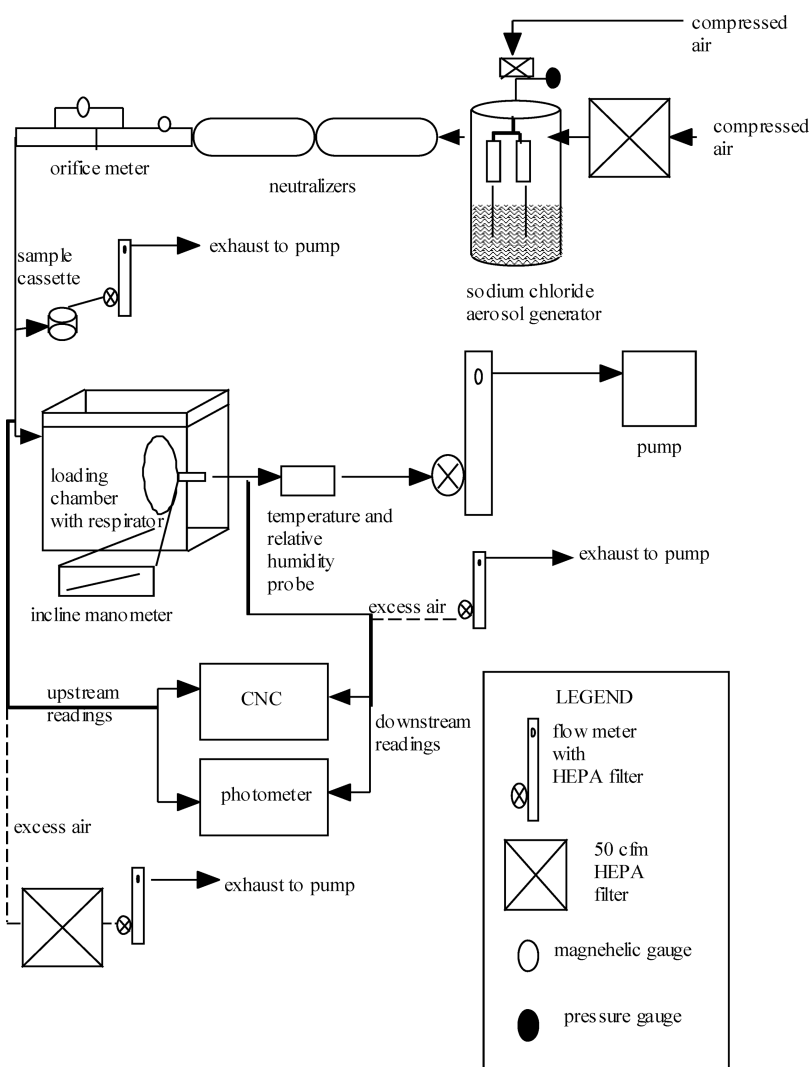 compressed
air
compressed
air
orifice meter
neutralizers
sample
cassette
exhaust to pump
sodium chloride
aerosol generator
pump
loading
chamber
with respirator
temperature and
relative
humidity
probe
incline manometer
exhaust to pump
excess air
upstream
readings
CNC
downstream
readings
photometer
excess air
exhaust to pump
LEGEND
flow meter
with
HEPA filter
50 cfm
HEPA
filter
magnehelic gauge
pressure gauge